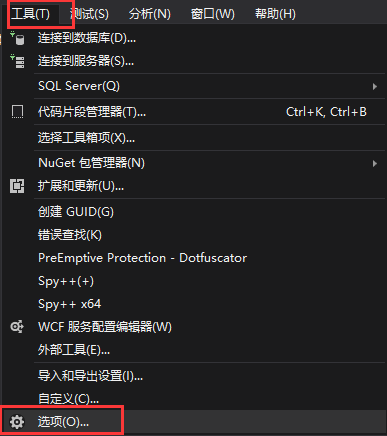 工具(T) 测试(S) 分析(N) 窗口(W) 帮助(H)
连接到数据库(D)...
连接到服务器(S)...
SQL Server(Q)
代码片段管理器(T)... Ctrl+K, Ctrl+B
选择工具箱项(X)...
NuGet 包管理器(N)
扩展和更新(U)...
创建 GUID(G)
错误查找(K)
PreEmptive Protection - Dotfuscator
Spy++(+)
Spy++ x64
WCF 服务配置编辑器(W)
外部工具(E)...
导入和导出设置(I)...
自定义(C)...
选项(O)...